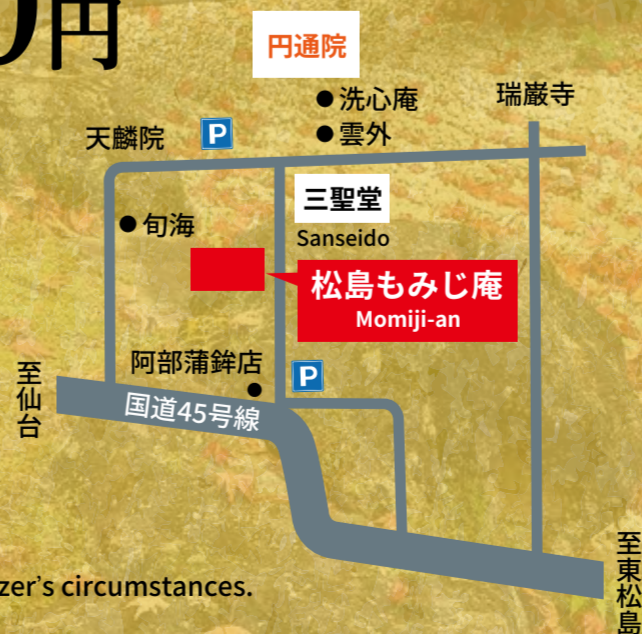 0円
円通院
洗心庵
雲外
瑞巌寺
天麟院
P
三聖堂
Sanseido
旬海
松島もみじ庵
Momiji-an
阿部蒲鉾店
P
至仙台
国道45号線
至東松島
zer’s circumstances.